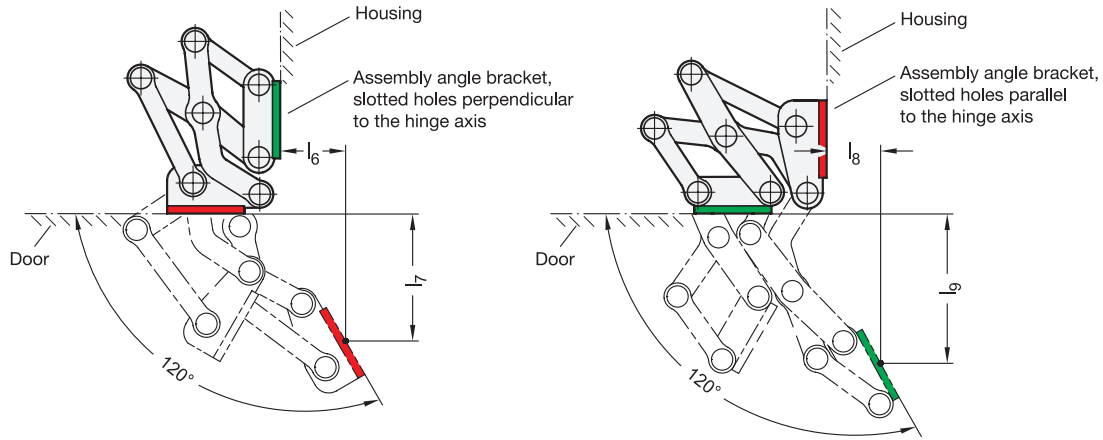 Housing
Assembly angle bracket,
slotted holes perpendicular
to the hinge axis
l6
Door
l7
120°
Housing
Assembly angle bracket,
slotted holes parallel
to the hinge axis
l8
Door
l9
120°